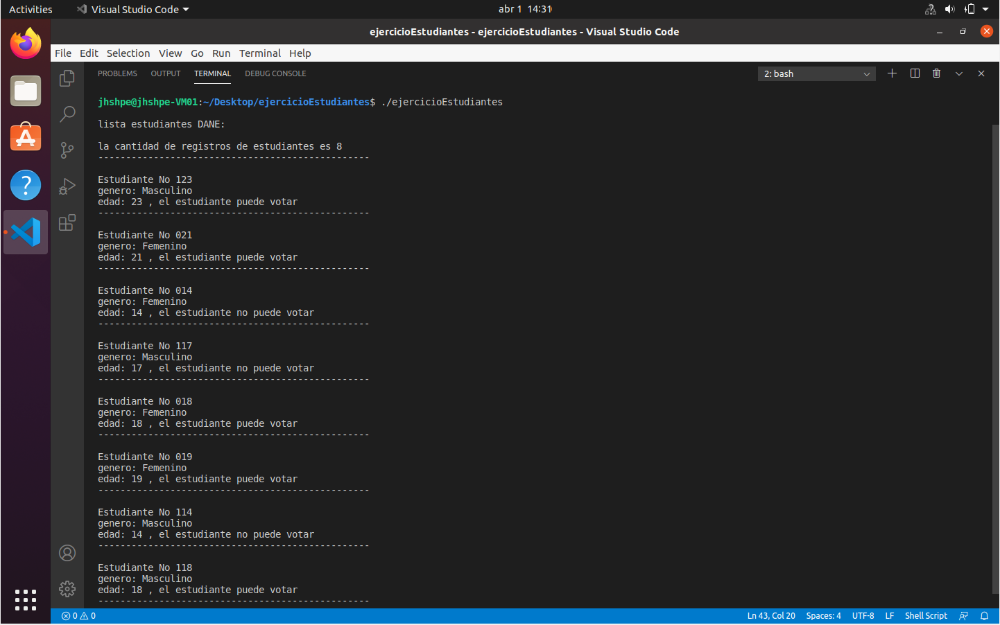 Activities
Visual Studio Code
abr 1 14:31
ejercicioEstudiantes - ejercicioEstudiantes - Visual Studio Code
File Edit Selection View Go Run Terminal Help
PROBLEMS OUTPUT TERMINAL DEBUG CONSOLE
2: bash
jhshpe@jhshpe-VM01:~/Desktop/ejercicioEstudiantes$ ./ejercicioEstudiantes
lista estudiantes DANE:
la cantidad de registros de estudiantes es 8
-------------------------------------------------
Estudiante No 123
genero: Masculino
edad: 23 , el estudiante puede votar
-------------------------------------------------
Estudiante No 021
genero: Femenino
edad: 21 , el estudiante puede votar
-------------------------------------------------
Estudiante No 014
genero: Femenino
edad: 14 , el estudiante no puede votar
-------------------------------------------------
Estudiante No 117
genero: Masculino
edad: 17 , el estudiante no puede votar
-------------------------------------------------
Estudiante No 018
genero: Femenino
edad: 18 , el estudiante puede votar
-------------------------------------------------
Estudiante No 019
genero: Femenino
edad: 19 , el estudiante puede votar
-------------------------------------------------
Estudiante No 114
genero: Masculino
edad: 14 , el estudiante no puede votar
-------------------------------------------------
Estudiante No 118
genero: Masculino
edad: 18 , el estudiante puede votar
-------------------------------------------------
0 0
Ln 43, Col 20 Spaces: 4 UTF-8 LF Shell Script